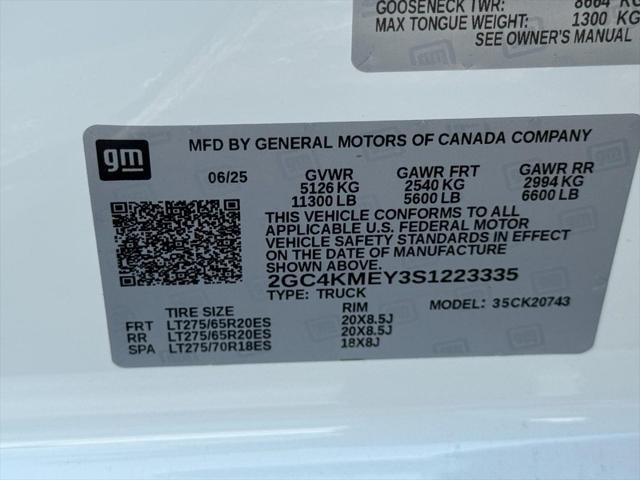 GOOSENECK TWR: 8664 KG
MAX TONGUE WEIGHT: 1300 KG
SEE OWNER'S MANUAL
gm
MFD BY GENERAL MOTORS OF CANADA COMPANY
06/25 GVWR GAWR FRT GAWR RR
5126 KG 2540 KG 2994 KG
11300 LB 5600 LB 6600 LB
THIS VEHICLE CONFORMS TO ALL
APPLICABLE U.S. FEDERAL MOTOR
VEHICLE SAFETY STANDARDS IN EFFECT
ON THE DATE OF MANUFACTURE
SHOWN ABOVE.
2GC4KMEY3S1223335
TYPE: TRUCK MODEL: 35CK20743
TIRE SIZE RIM
FRT LT275/65R20ES 20X8.5J
RR LT275/65R20ES 20X8.5J
SPA LT275/70R18ES 18X8J